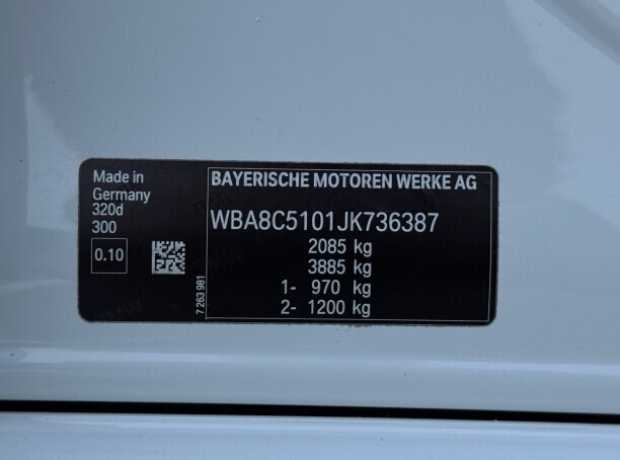 Made in
Germany
320d
300
0.10
7 263 981
BAYERISCHE MOTOREN WERKE AG
WBA8C5101JK736387
2085 kg
3885 kg
1- 970 kg
2- 1200 kg